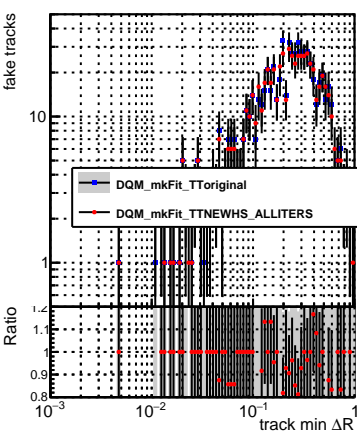 fake tracks
10
DQM_mkFit_TToriginal
DQM_mkFit_TTNEWHS_ALLITERS
1
Ratio
1.2
1.1
1
0.9
0.8
10⁻³ 10⁻² 10⁻¹ 1
track min ΔR